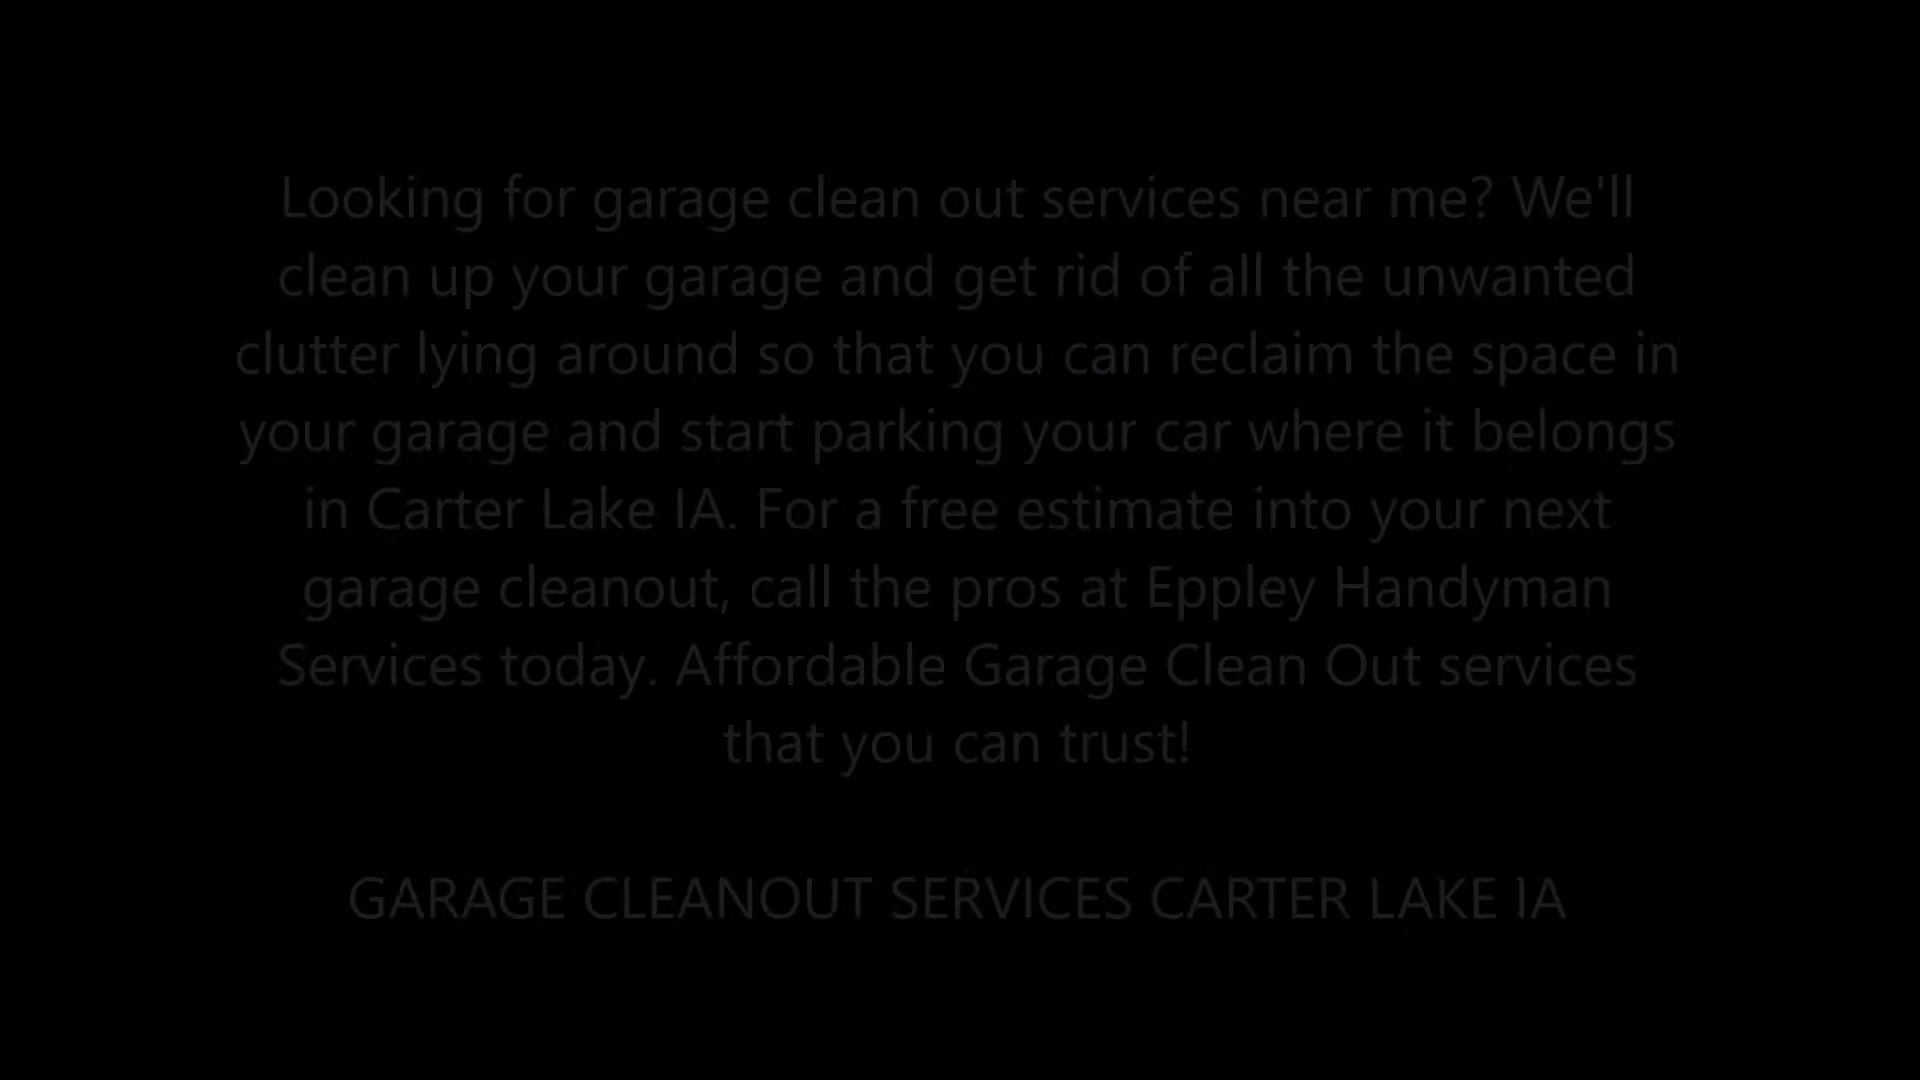 Looking for garage clean out services near me? We'll
clean up your garage and get rid of all the unwanted
clutter lying around so that you can reclaim the space in
your garage and start parking your car where it belongs
in Carter Lake IA. For a free estimate into your next
garage cleanout, call the pros at Eppley Handyman
Services today. Affordable Garage Clean Out services
that you can trust!
GARAGE CLEANOUT SERVICES CARTER LAKE IA